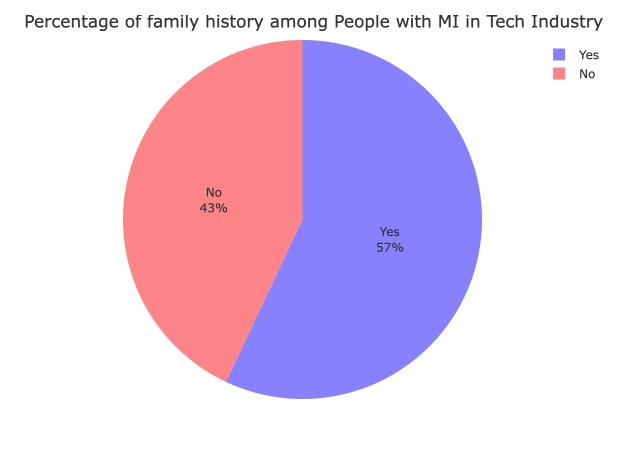 Percentage of family history among People with MI in Tech Industry
Yes
No
No
43%
Yes
57%